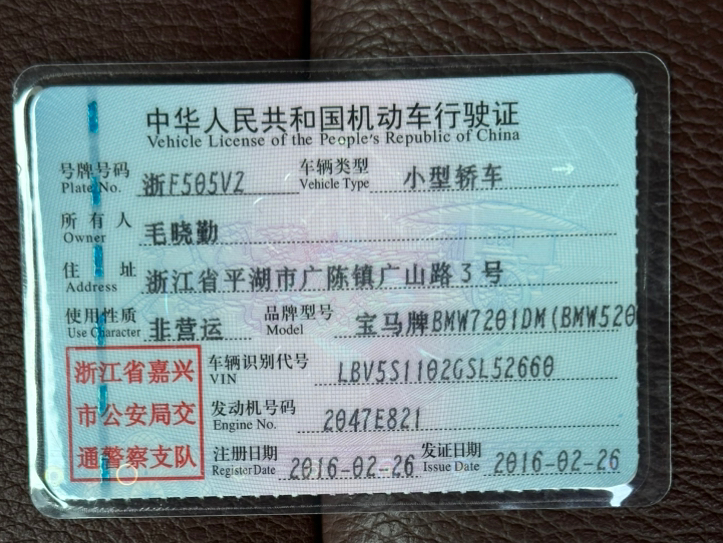 中华人民共和国机动车行驶证
Vehicle License of the People's Republic of China
号牌号码 浙F505V2 车辆类型 小型轿车
Plate No. Vehicle Type
所有人 毛晓勤
Owner
住址 浙江省平湖市广陈镇广山路3号
Address
使用性质 非营运 品牌型号 宝马牌BMW7201DM(BMW520
Use Character Model
浙江省嘉兴
市公安局交
通警察支队
车辆识别代号 LBV5S1102GSL52660
VIN
发动机号码 2047E821
Engine No.
注册日期 2016-02-26 发证日期 2016-02-26
Register Date Issue Date